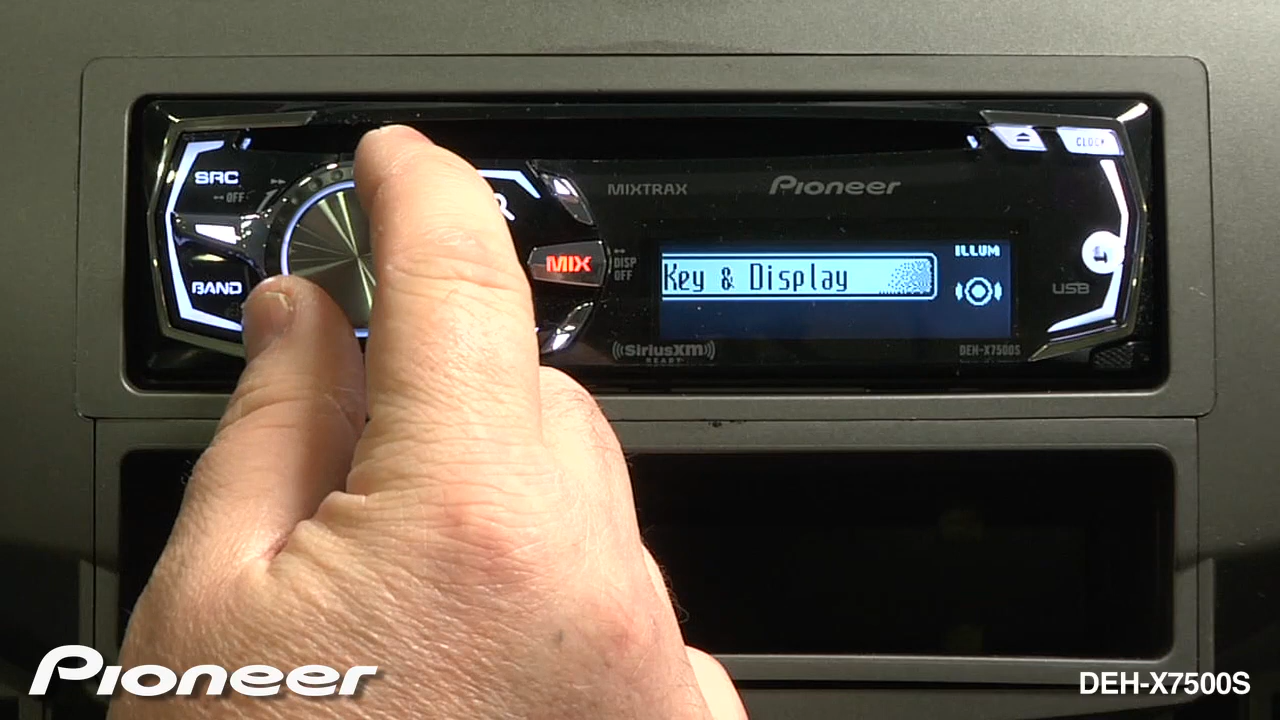 SRC
OFF
BAND
MIX
DISP
OFF
MIXTRAX
Pioneer
CLOCK
Key & Display
ILLUM
USB
((SiriusXM))
READY
DEH-X7500S
Pioneer
DEH-X7500S